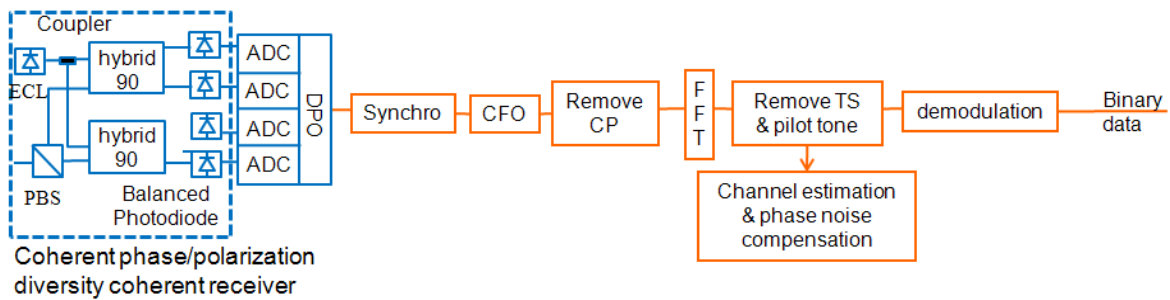 Coupler
ECL
hybrid
90
hybrid
90
PBS
Balanced
Photodiode
ADC
ADC
ADC
ADC
DPO
Synchro
CFO
Remove
CP
FFT
Remove TS
& pilot tone
Channel estimation
& phase noise
compensation
demodulation
Binary
data
Coherent phase/polarization
diversity coherent receiver